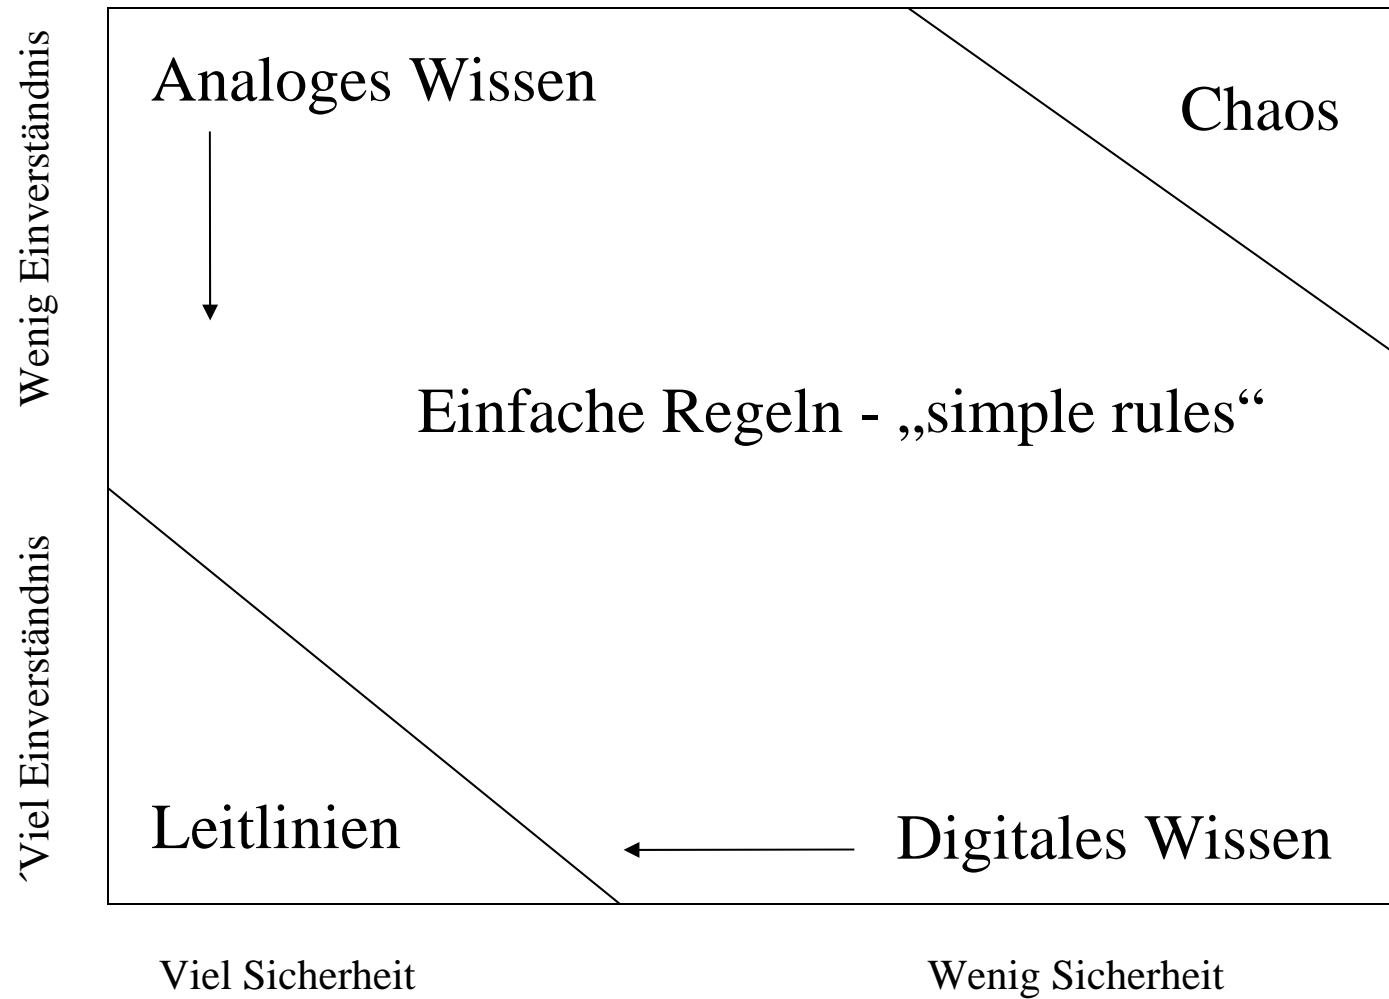 Wenig Einverständnis
´Viel Einverständnis
Analoges Wissen
Chaos
Einfache Regeln - „simple rules“
Leitlinien
Digitales Wissen
Viel Sicherheit
Wenig Sicherheit